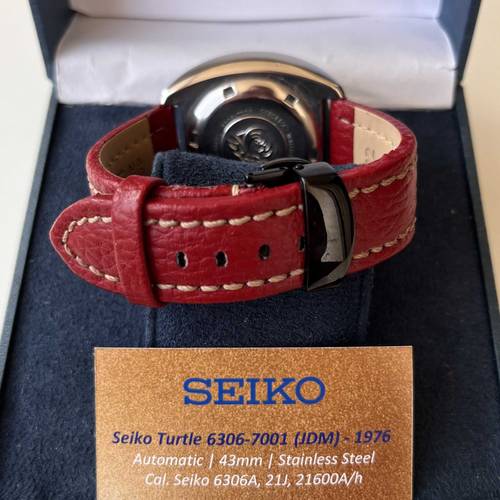 SEIKO
Seiko Turtle 6306-7001 (JDM) - 1976
Automatic | 43mm | Stainless Steel
Cal. Seiko 6306A, 21J, 21600A/h